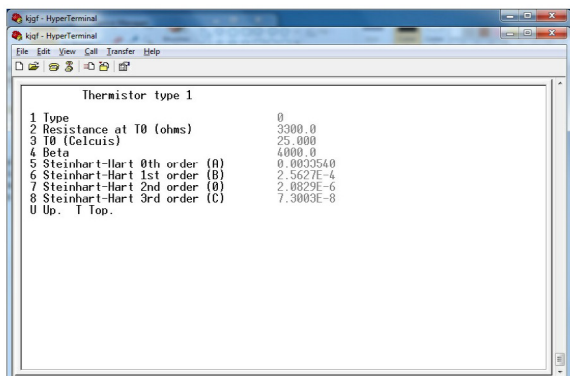 kjgf - HyperTerminal
kjgf - HyperTerminal
File Edit View Call Transfer Help
Thermistor type 1
1 Type 0
2 Resistance at T0 (ohms) 3300.0
3 T0 (Celcuis) 25.000
4 Beta 4000.0
5 Steinhart-Hart 0th order (A) 0.0033540
6 Steinhart-Hart 1st order (B) 2.5627E-4
7 Steinhart-Hart 2nd order (0) 2.0829E-6
8 Steinhart-Hart 3rd order (C) 7.3003E-8
U Up. T Top.